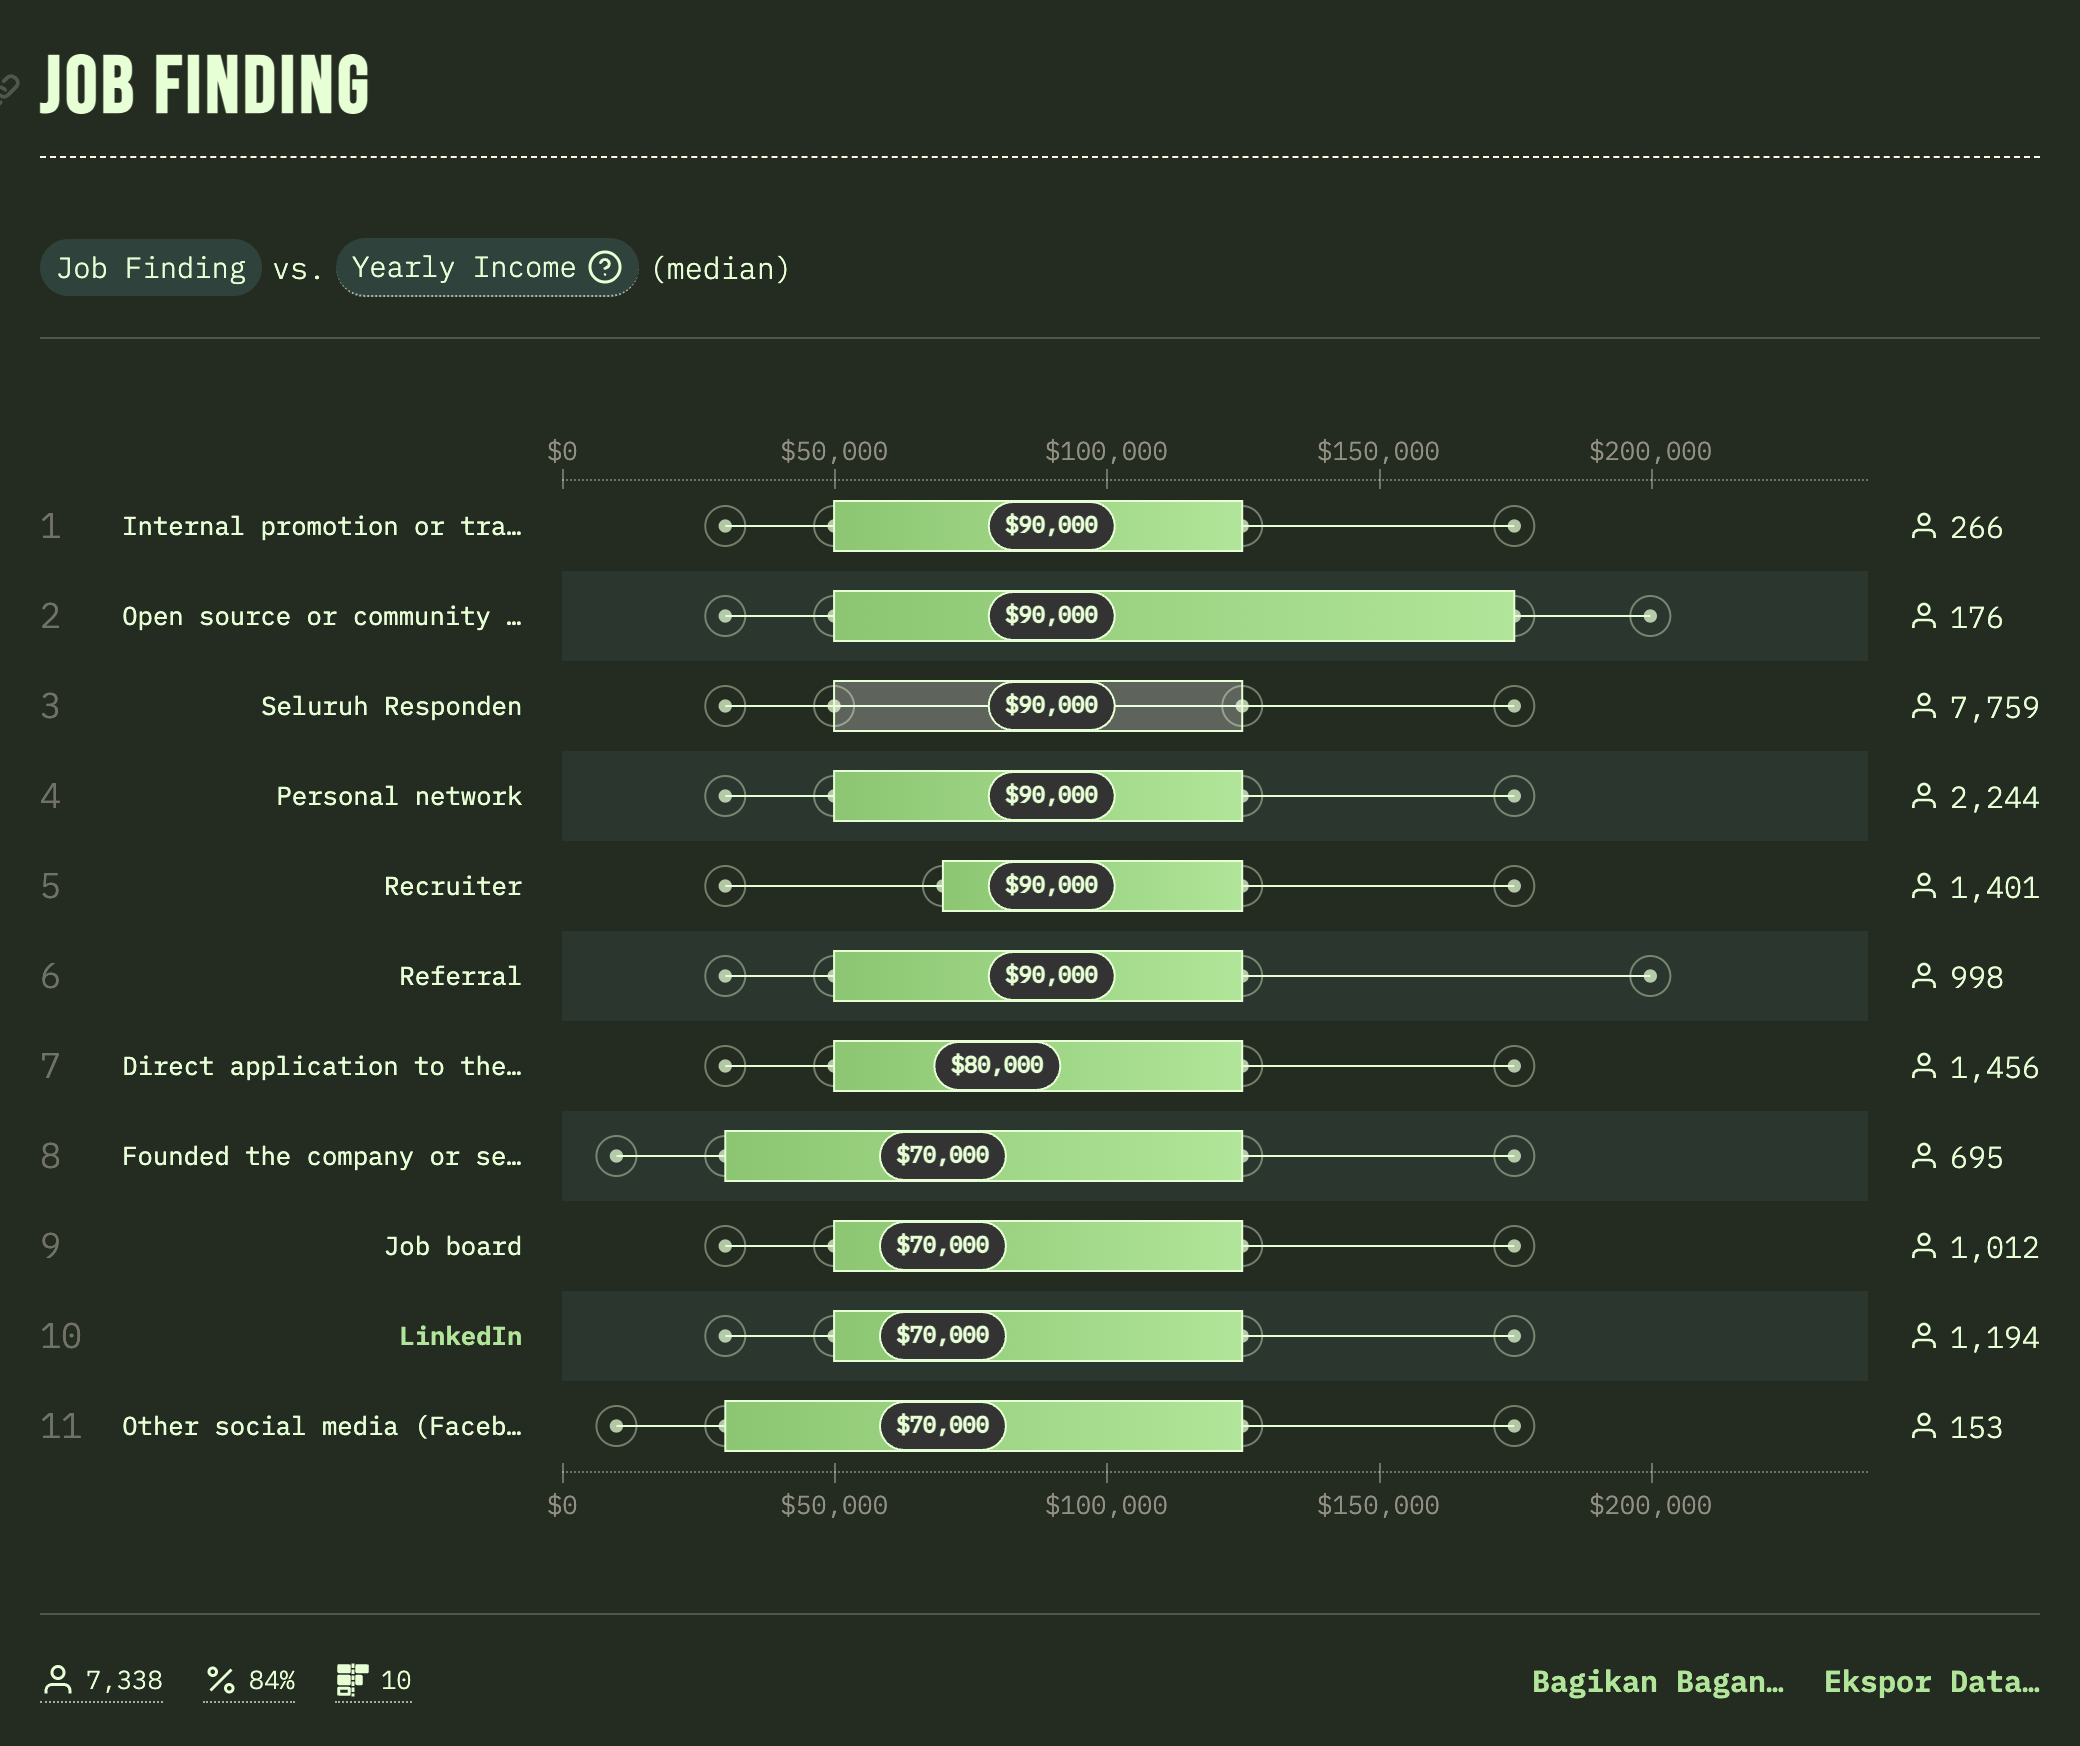 JOB FINDING
Job Finding vs. Yearly Income (median)
$0 $50,000 $100,000 $150,000 $200,000
1 Internal promotion or tra… $90,000 266
2 Open source or community … $90,000 176
3 Seluruh Responden $90,000 7,759
4 Personal network $90,000 2,244
5 Recruiter $90,000 1,401
6 Referral $90,000 998
7 Direct application to the… $80,000 1,456
8 Founded the company or se… $70,000 695
9 Job board $70,000 1,012
10 LinkedIn $70,000 1,194
11 Other social media (Faceb… $70,000 153
$0 $50,000 $100,000 $150,000 $200,000
7,338 84% 10 Bagikan Bagan… Ekspor Data…